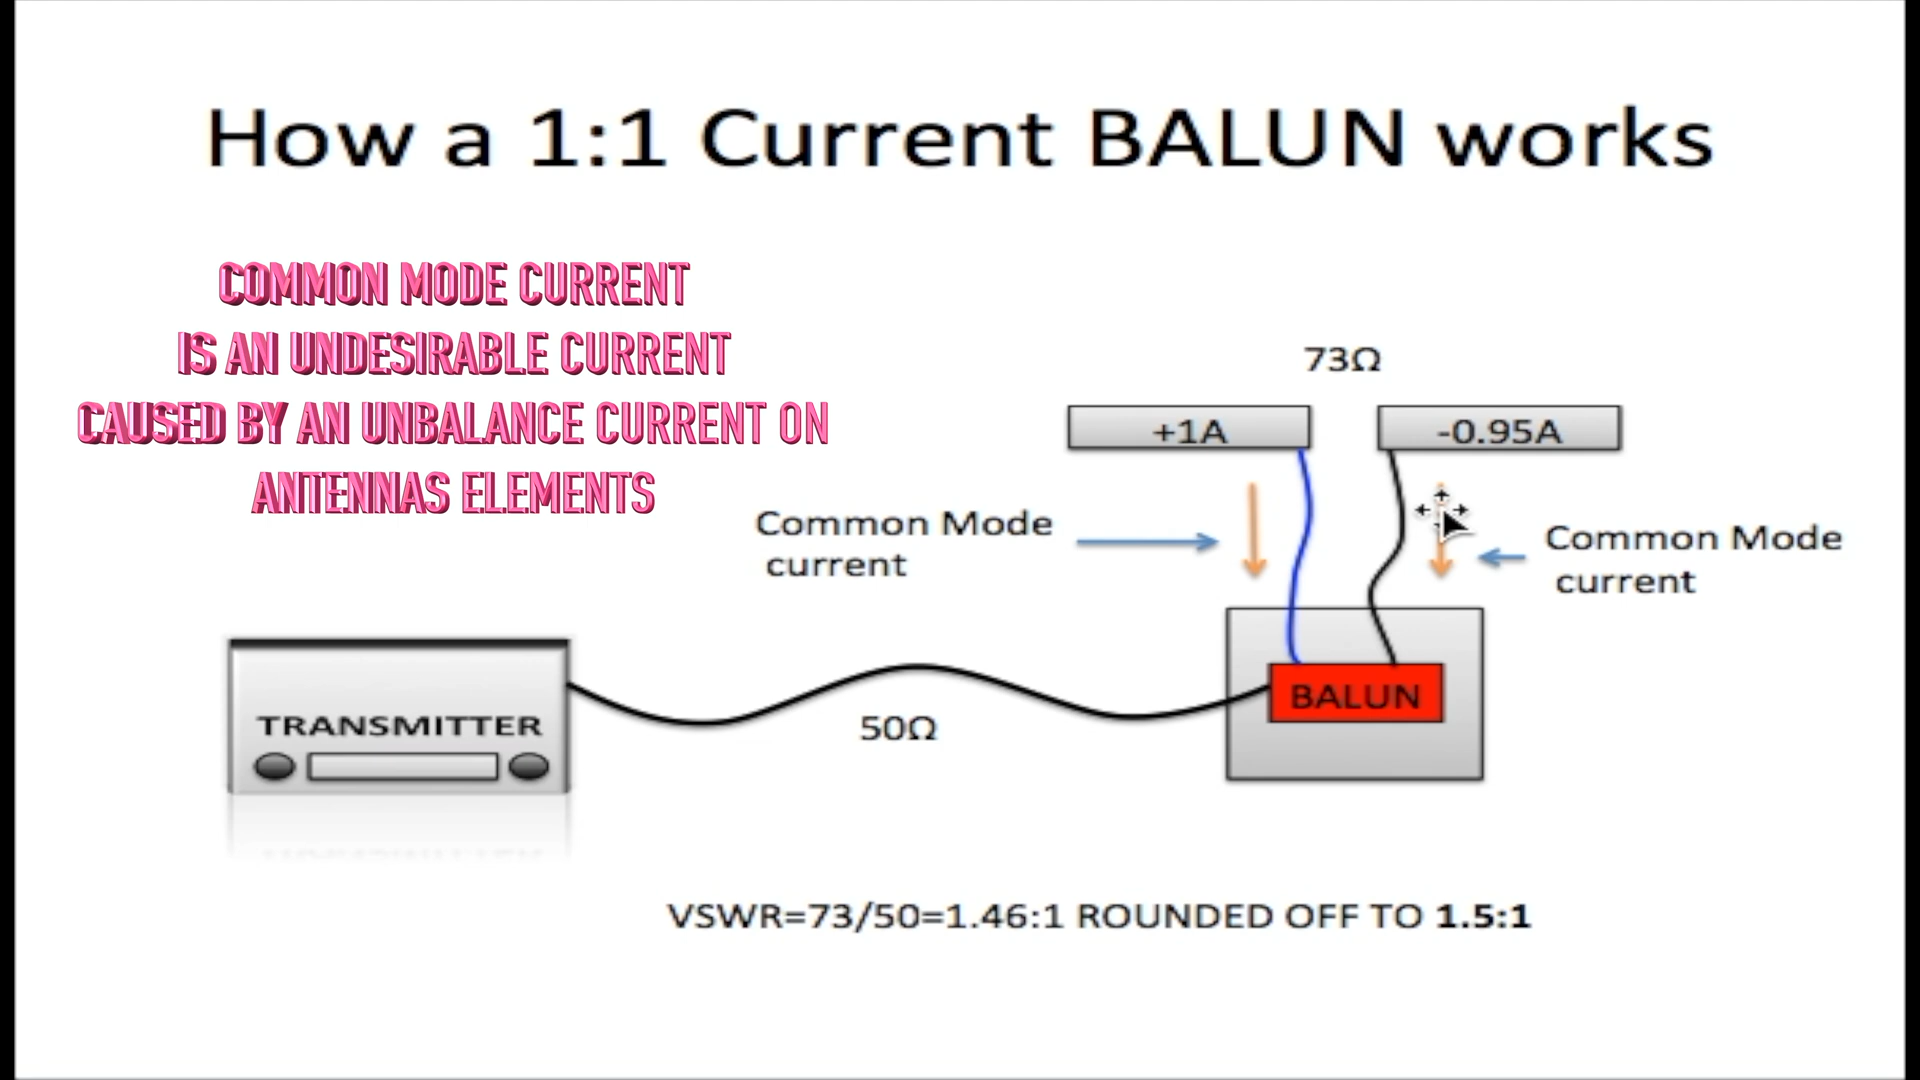 How a 1:1 Current BALUN works
COMMON MODE CURRENT
IS AN UNDESIRABLE CURRENT
CAUSED BY AN UNBALANCE CURRENT ON
ANTENNAS ELEMENTS
73Ω
+1A
-0.95A
Common Mode
current
Common Mode
current
TRANSMITTER
50Ω
BALUN
VSWR=73/50=1.46:1 ROUNDED OFF TO 1.5:1